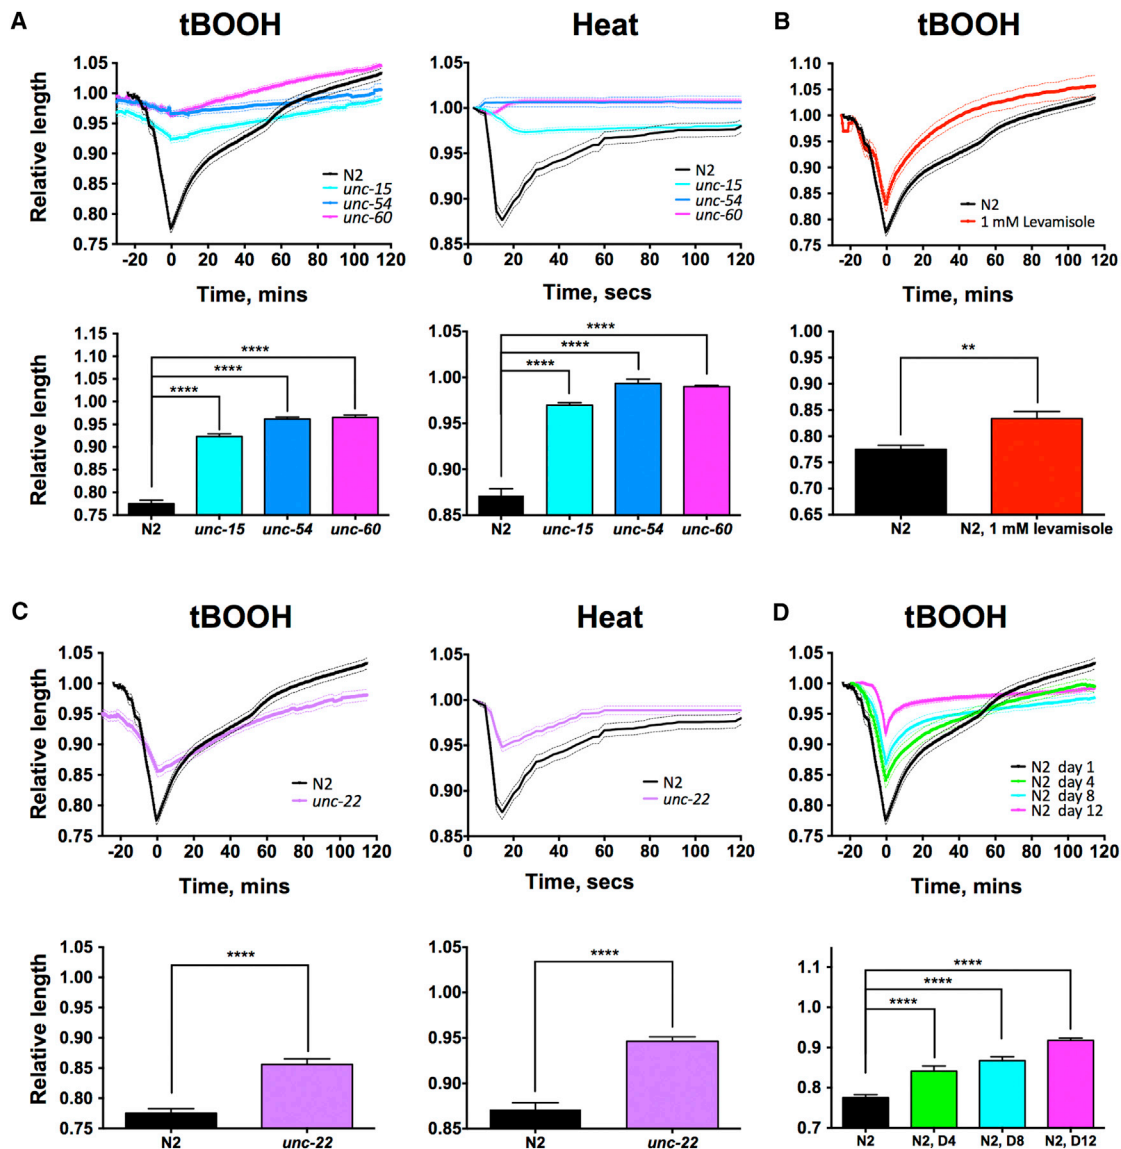 A
tBOOH
Relative length
1.05
1.00
0.95
0.90
0.85
0.80
0.75
N2
unc-15
unc-54
unc-60
-20 0 20 40 60 80 100 120
Time, mins
Heat
1.05
1.00
0.95
0.90
0.85
N2
unc-15
unc-54
unc-60
0 20 40 60 80 100 120
Time, secs
B
tBOOH
1.10
1.05
1.00
0.95
0.90
0.85
0.80
0.75
N2
1 mM Levamisole
-20 0 20 40 60 80 100 120
Time, mins
Relative length
1.15
1.10
1.05
1.00
0.95
0.90
0.85
0.80
0.75
****
****
****
N2 unc-15 unc-54 unc-60
1.05
1.00
0.95
0.90
0.85
****
****
****
N2 unc-15 unc-54 unc-60
1.00
0.95
0.90
0.85
0.80
0.75
0.70
0.65
**
N2 N2, 1 mM levamisole
C
tBOOH
Relative length
1.05
1.00
0.95
0.90
0.85
0.80
0.75
N2
unc-22
-20 0 20 40 60 80 100 120
Time, mins
Heat
1.05
1.00
0.95
0.90
0.85
N2
unc-22
0 20 40 60 80 100 120
Time, secs
D
tBOOH
1.05
1.00
0.95
0.90
0.85
0.80
0.75
N2 day 1
N2 day 4
N2 day 8
N2 day 12
-20 0 20 40 60 80 100 120
Time, mins
Relative length
1.05
1.00
0.95
0.90
0.85
0.80
0.75
****
N2 unc-22
1.05
1.00
0.95
0.90
0.85
****
N2 unc-22
1.1
1.0
0.9
0.8
0.7
****
****
****
N2 N2, D4 N2, D8 N2, D12